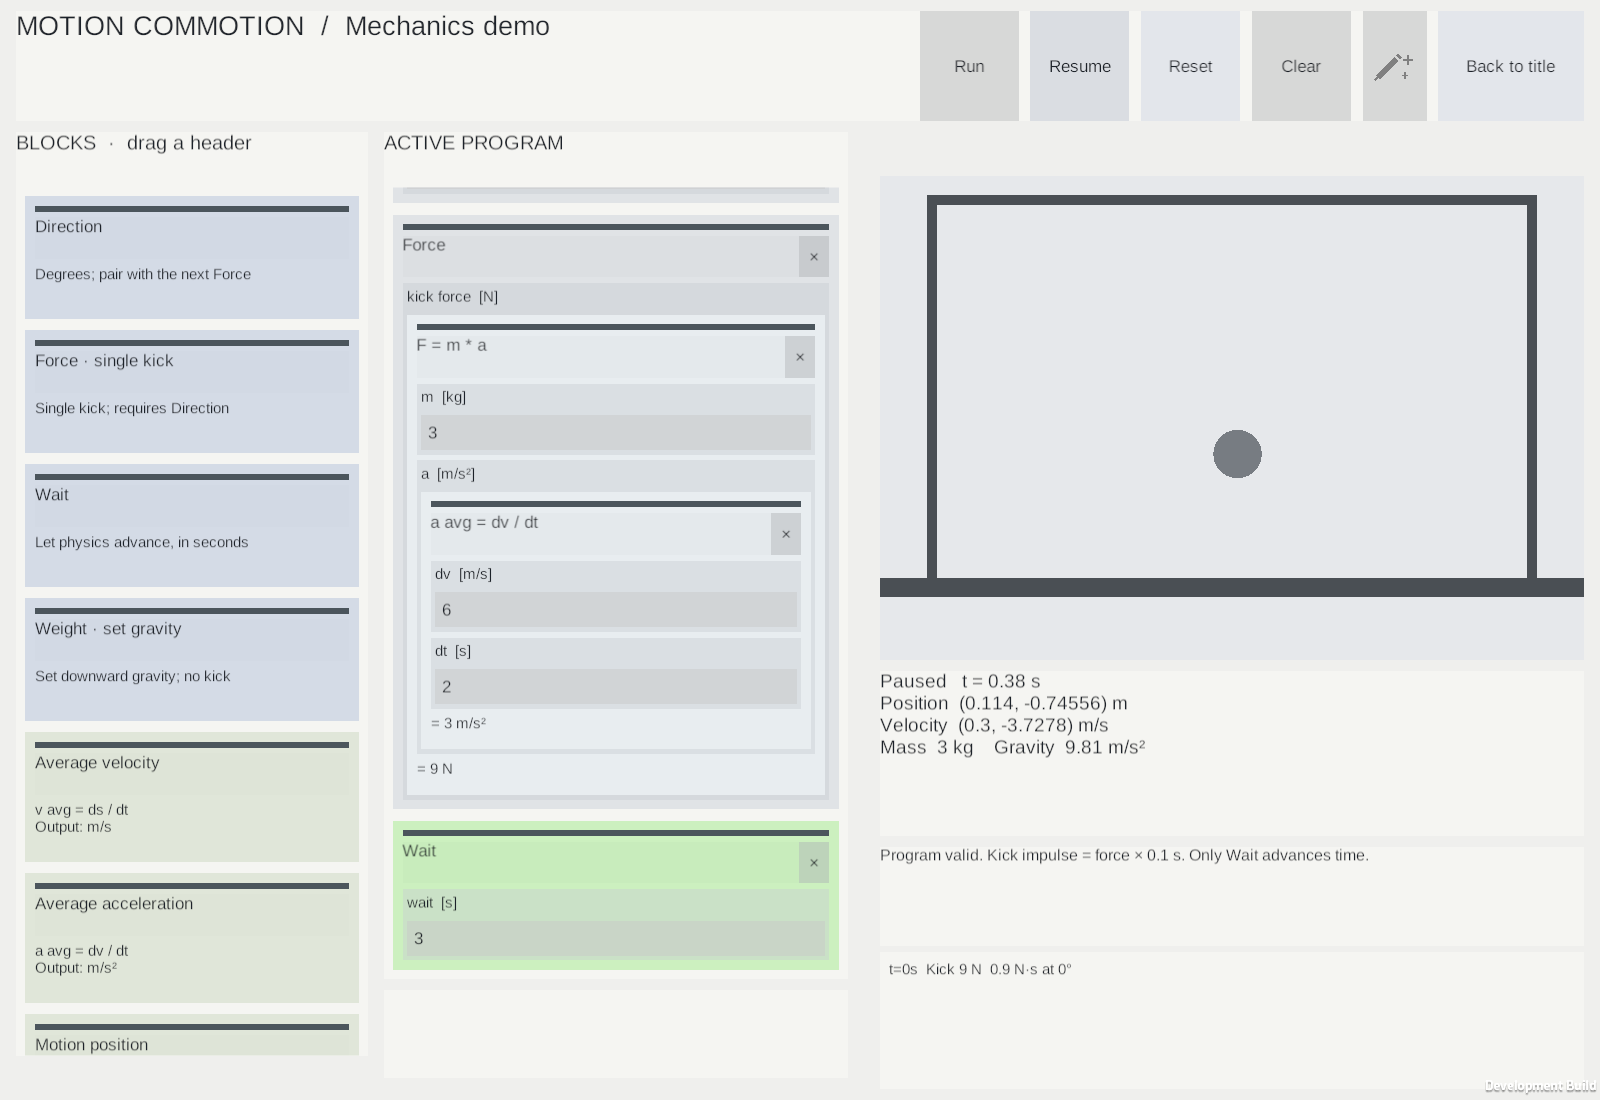 MOTION COMMOTION / Mechanics demo
Run
Resume
Reset
Clear
Back to title
BLOCKS · drag a header
Direction
Degrees; pair with the next Force
Force · single kick
Single kick; requires Direction
Wait
Let physics advance, in seconds
Weight · set gravity
Set downward gravity; no kick
Average velocity
v avg = ds / dt
Output: m/s
Average acceleration
a avg = dv / dt
Output: m/s²
Motion position
ACTIVE PROGRAM
Force
×
kick force [N]
F = m * a
×
m [kg]
3
a [m/s²]
a avg = dv / dt
×
dv [m/s]
6
dt [s]
2
= 3 m/s²
= 9 N
Wait
×
wait [s]
3
Paused t = 0.38 s
Position (0.114, -0.74556) m
Velocity (0.3, -3.7278) m/s
Mass 3 kg Gravity 9.81 m/s²
Program valid. Kick impulse = force × 0.1 s. Only Wait advances time.
t=0s Kick 9 N 0.9 N·s at 0°
Development Build